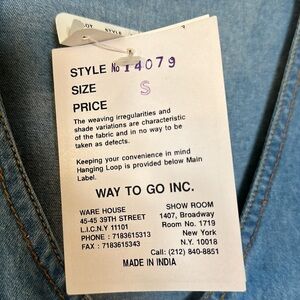 LOT STYLE
STYLE No 14079
SIZE S
PRICE
The weaving irregularities and
shade variations are characteristic
of the fabric and in no way to be
taken as defects.
Keeping your convenience in mind
Hanging Loop is provided below Main
Label.
WAY TO GO INC.
WARE HOUSE
45-45 39TH STREET
L.I.C.N.Y 11101
PHONE : 7183615313
FAX : 7183615343
SHOW ROOM
1407, Broadway
Room No. 1719
New York
N.Y. 10018
Call: (212) 840-8851
MADE IN INDIA